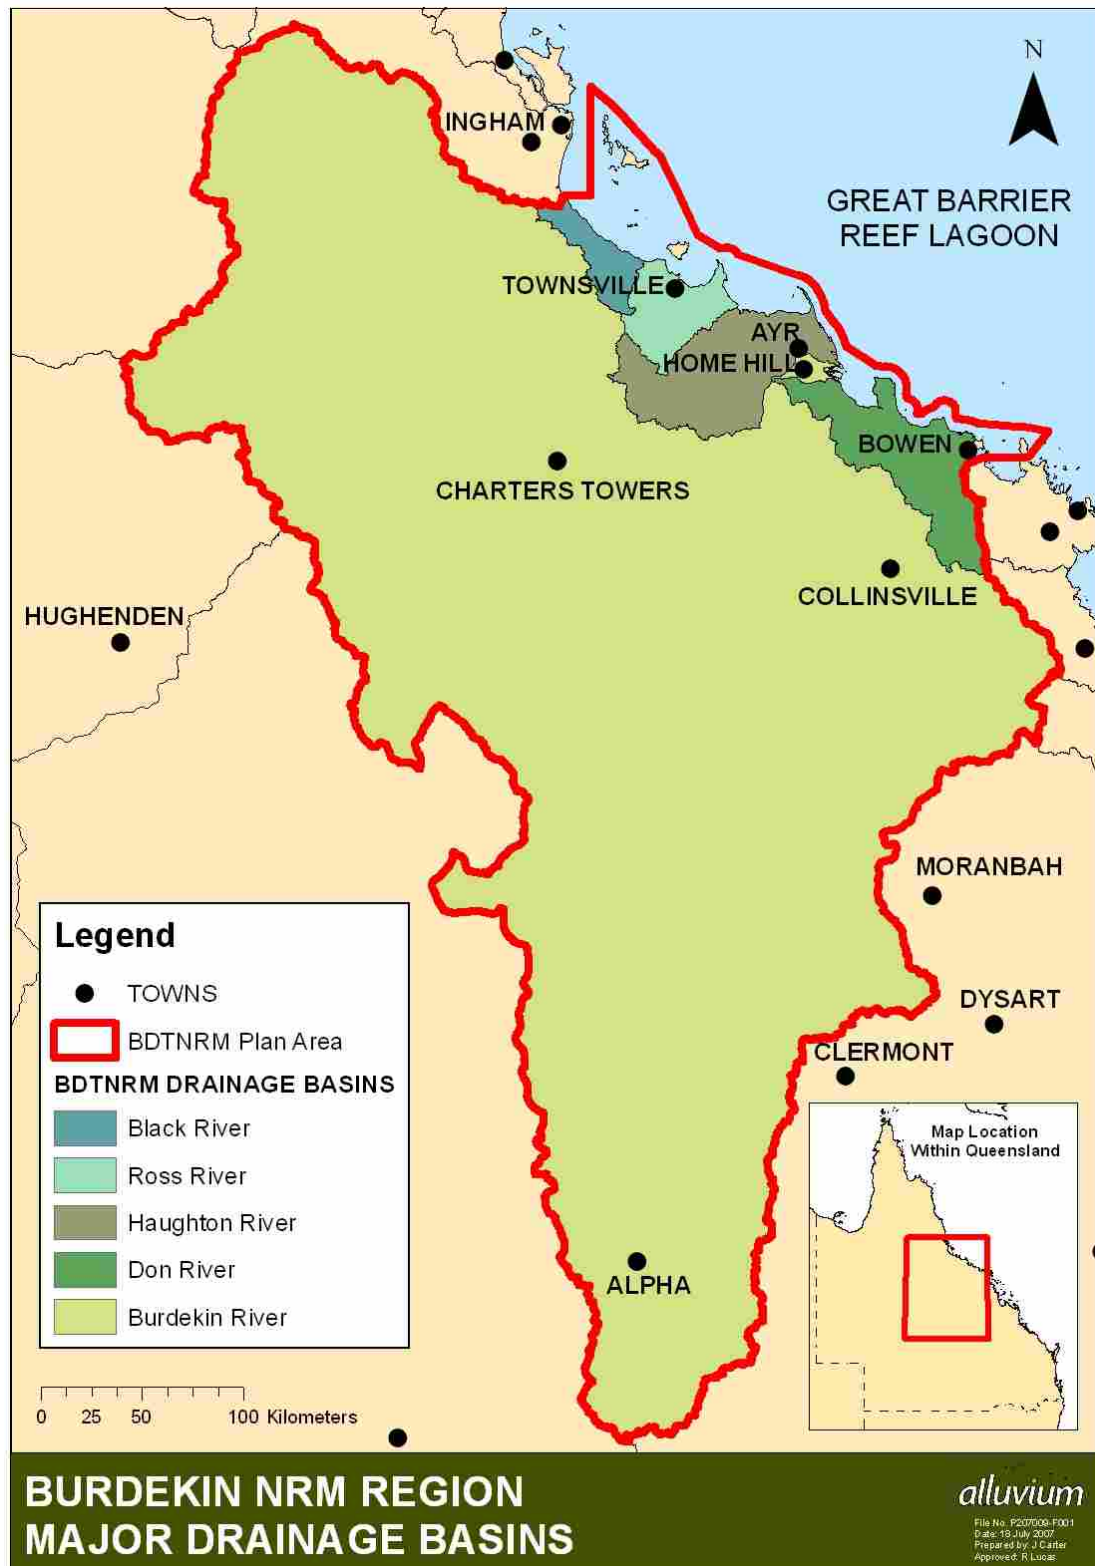 N
INGHAM
GREAT BARRIER
REEF LAGOON
TOWNSVILLE
AYR
HOME HILL
BOWEN
CHARTERS TOWERS
COLLINSVILLE
HUGHENDEN
MORANBAH
DYSART
CLERMONT
ALPHA
Legend
TOWNS
BDTNRM Plan Area
BDTNRM DRAINAGE BASINS
Black River
Ross River
Haughton River
Don River
Burdekin River
0 25 50 100 Kilometers
Map Location
Within Queensland
BURDEKIN NRM REGION
MAJOR DRAINAGE BASINS
alluvium
File No. P207009-F001
Date: 18 July 2007
Prepared by: J Carter
Approved: R Lucas